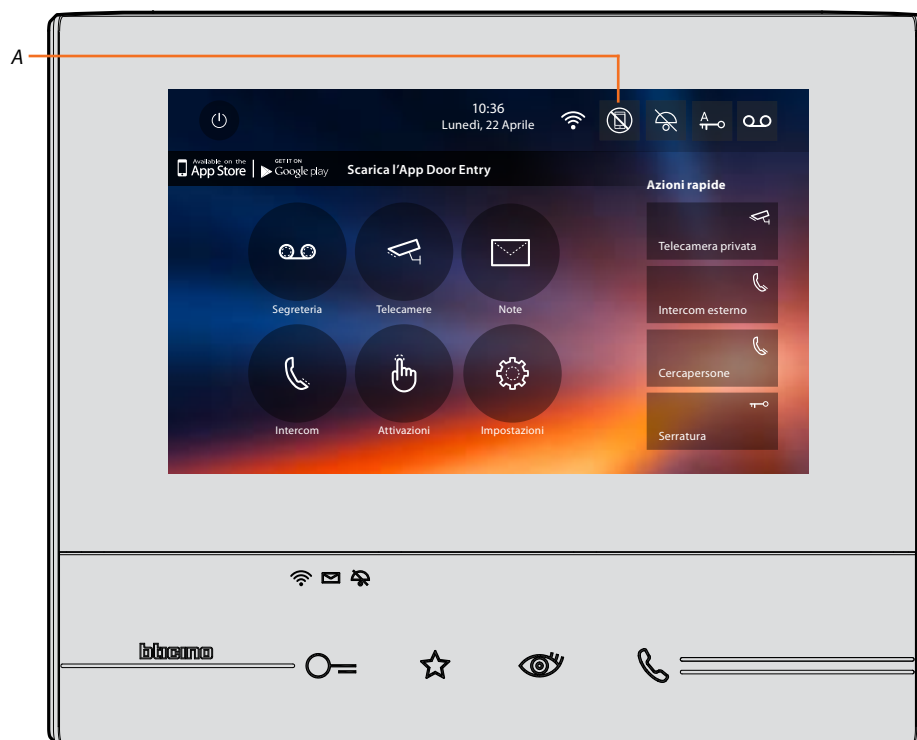 A
10:36
Lunedì, 22 Aprile
A
Available on the
App Store
GET IT ON
Google play
Scarica l'App Door Entry
Azioni rapide
Telecamera privata
Segreteria
Telecamere
Note
Intercom esterno
Cercapersone
Intercom
Attivazioni
Impostazioni
Serratura
bticino